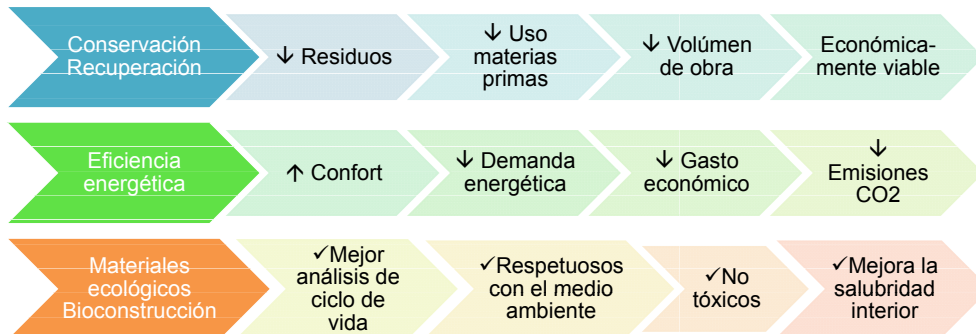 Conservación
Recuperación
↓ Residuos
↓ Uso
materias
primas
↓ Volúmen
de obra
Económica-
mente viable
Eficiencia
energética
↑ Confort
↓ Demanda
energética
↓ Gasto
económico
↓
Emisiones
CO2
Materiales
ecológicos
Bioconstrucción
✓Mejor
análisis de
ciclo de
vida
✓Respetuosos
con el medio
ambiente
✓No
tóxicos
✓Mejora la
salubridad
interior